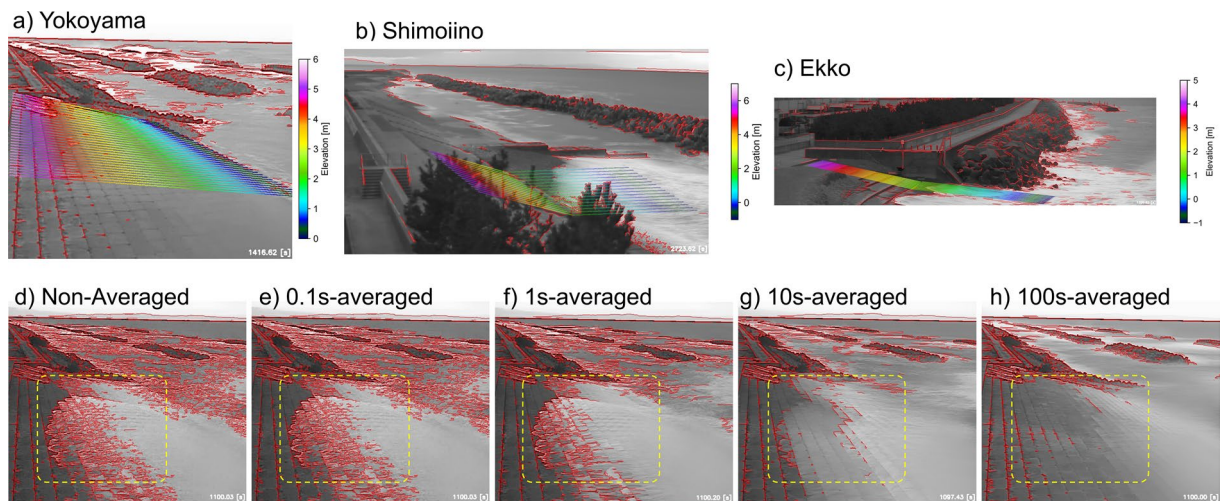 a) Yokoyama
b) Shimoiino
c) Ekko
6
5
4
3
2
1
0
Elevation [m]
1416.62 [s]
6
4
2
0
Elevation [m]
2723.62 [s]
5
4
3
2
1
0
−1
Elevation [m]
d) Non-Averaged
e) 0.1s-averaged
f) 1s-averaged
g) 10s-averaged
h) 100s-averaged
1100.03 [s]
1100.03 [s]
1100.20 [s]
1097.43 [s]
1100.00 [s]